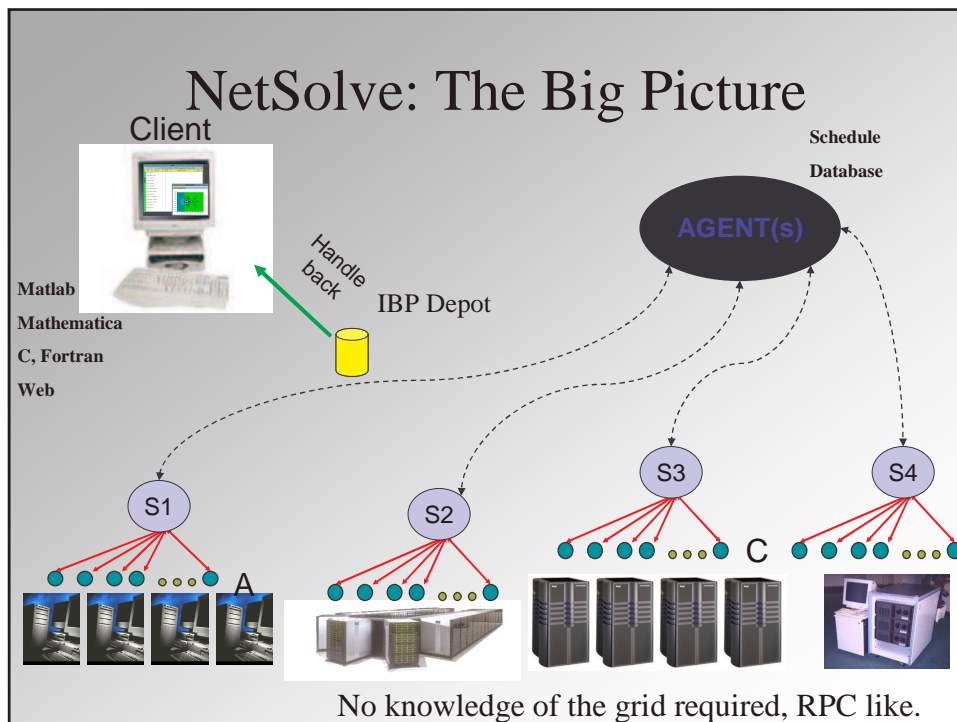 NetSolve: The Big Picture
Client
Schedule
Database
AGENT(s)
Handle
back
IBP Depot
Matlab
Mathematica
C, Fortran
Web
S1
S2
S3
S4
A
C
No knowledge of the grid required, RPC like.